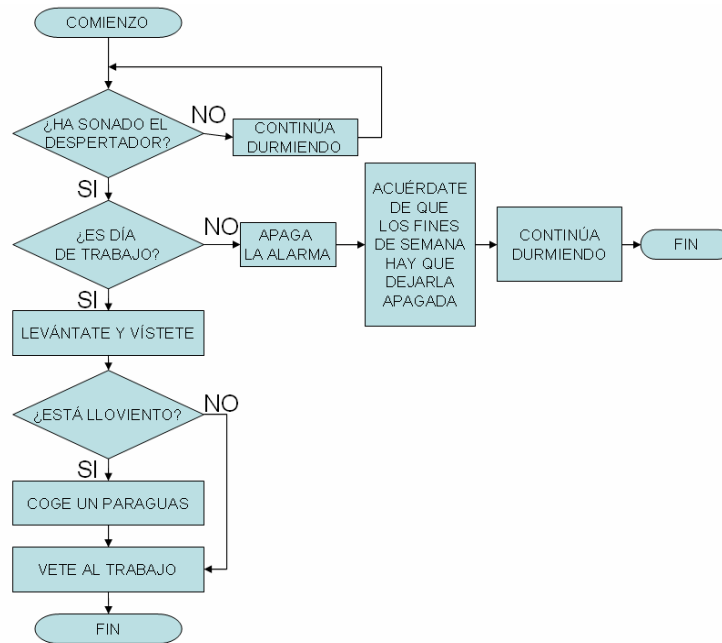 COMIENZO
¿HA SONADO EL
DESPERTADOR?
NO
CONTINÚA
DURMIENDO
SI
¿ES DÍA
DE TRABAJO?
NO
APAGA
LA ALARMA
ACUÉRDATE
DE QUE
LOS FINES
DE SEMANA
HAY QUE
DEJARLA
APAGADA
CONTINÚA
DURMIENDO
FIN
SI
LEVÁNTATE Y VÍSTETE
¿ESTÁ LLOVIENTO?
NO
SI
COGE UN PARAGUAS
VETE AL TRABAJO
FIN